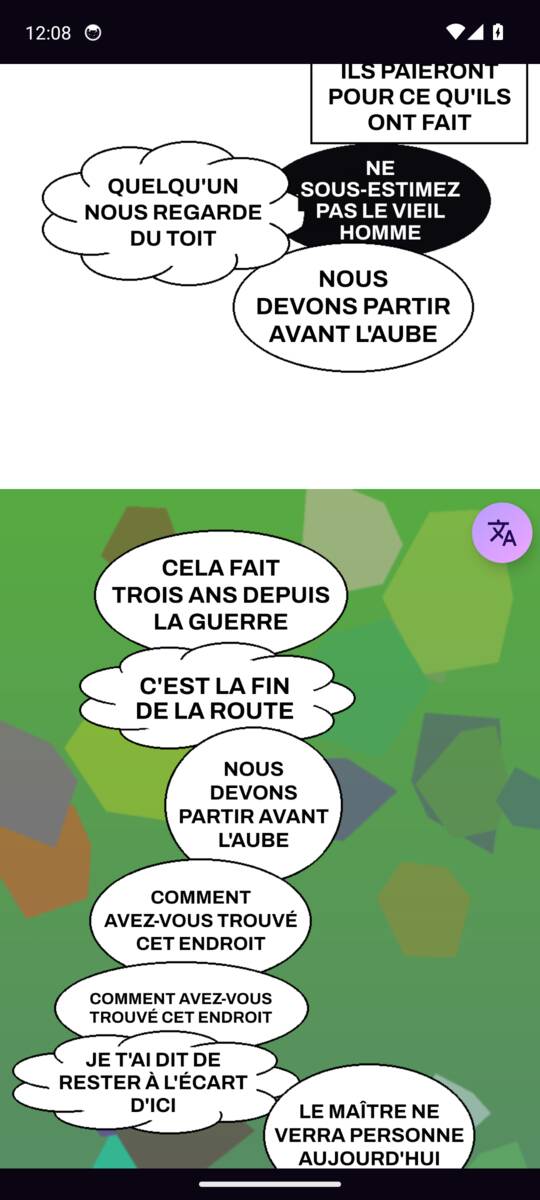 12:08
ILS PAIERONT
POUR CE QU'ILS
ONT FAIT
NE
SOUS-ESTIMEZ
PAS LE VIEIL
HOMME
QUELQU'UN
NOUS REGARDE
DU TOIT
NOUS
DEVONS PARTIR
AVANT L'AUBE
CELA FAIT
TROIS ANS DEPUIS
LA GUERRE
C'EST LA FIN
DE LA ROUTE
NOUS
DEVONS
PARTIR AVANT
L'AUBE
COMMENT
AVEZ-VOUS TROUVÉ
CET ENDROIT
COMMENT AVEZ-VOUS
TROUVÉ CET ENDROIT
JE T'AI DIT DE
RESTER À L'ÉCART
D'ICI
LE MAÎTRE NE
VERRA PERSONNE
AUJOURD'HUI